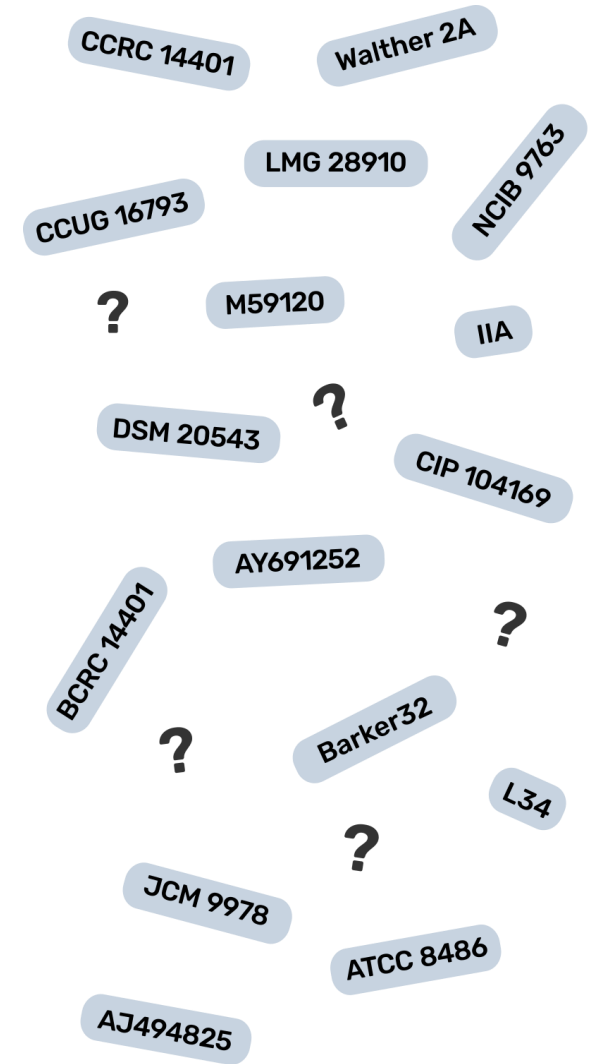 CCRC 14401
Walther 2A
LMG 28910
NCIB 9763
CCUG 16793
?
M59120
IIA
?
DSM 20543
CIP 104169
AY691252
BCRC 14401
?
Barker32
?
L34
?
JCM 9978
ATCC 8486
AJ494825